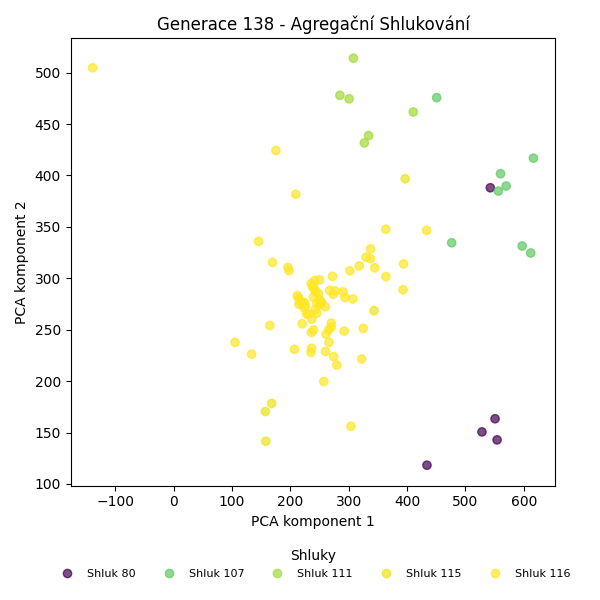 Generace 138 - Agregační Shlukování
500
450
400
350
300
250
200
150
100
PCA komponent 2
−100 0 100 200 300 400 500 600
PCA komponent 1
Shluky
Shluk 80 Shluk 107 Shluk 111 Shluk 115 Shluk 116